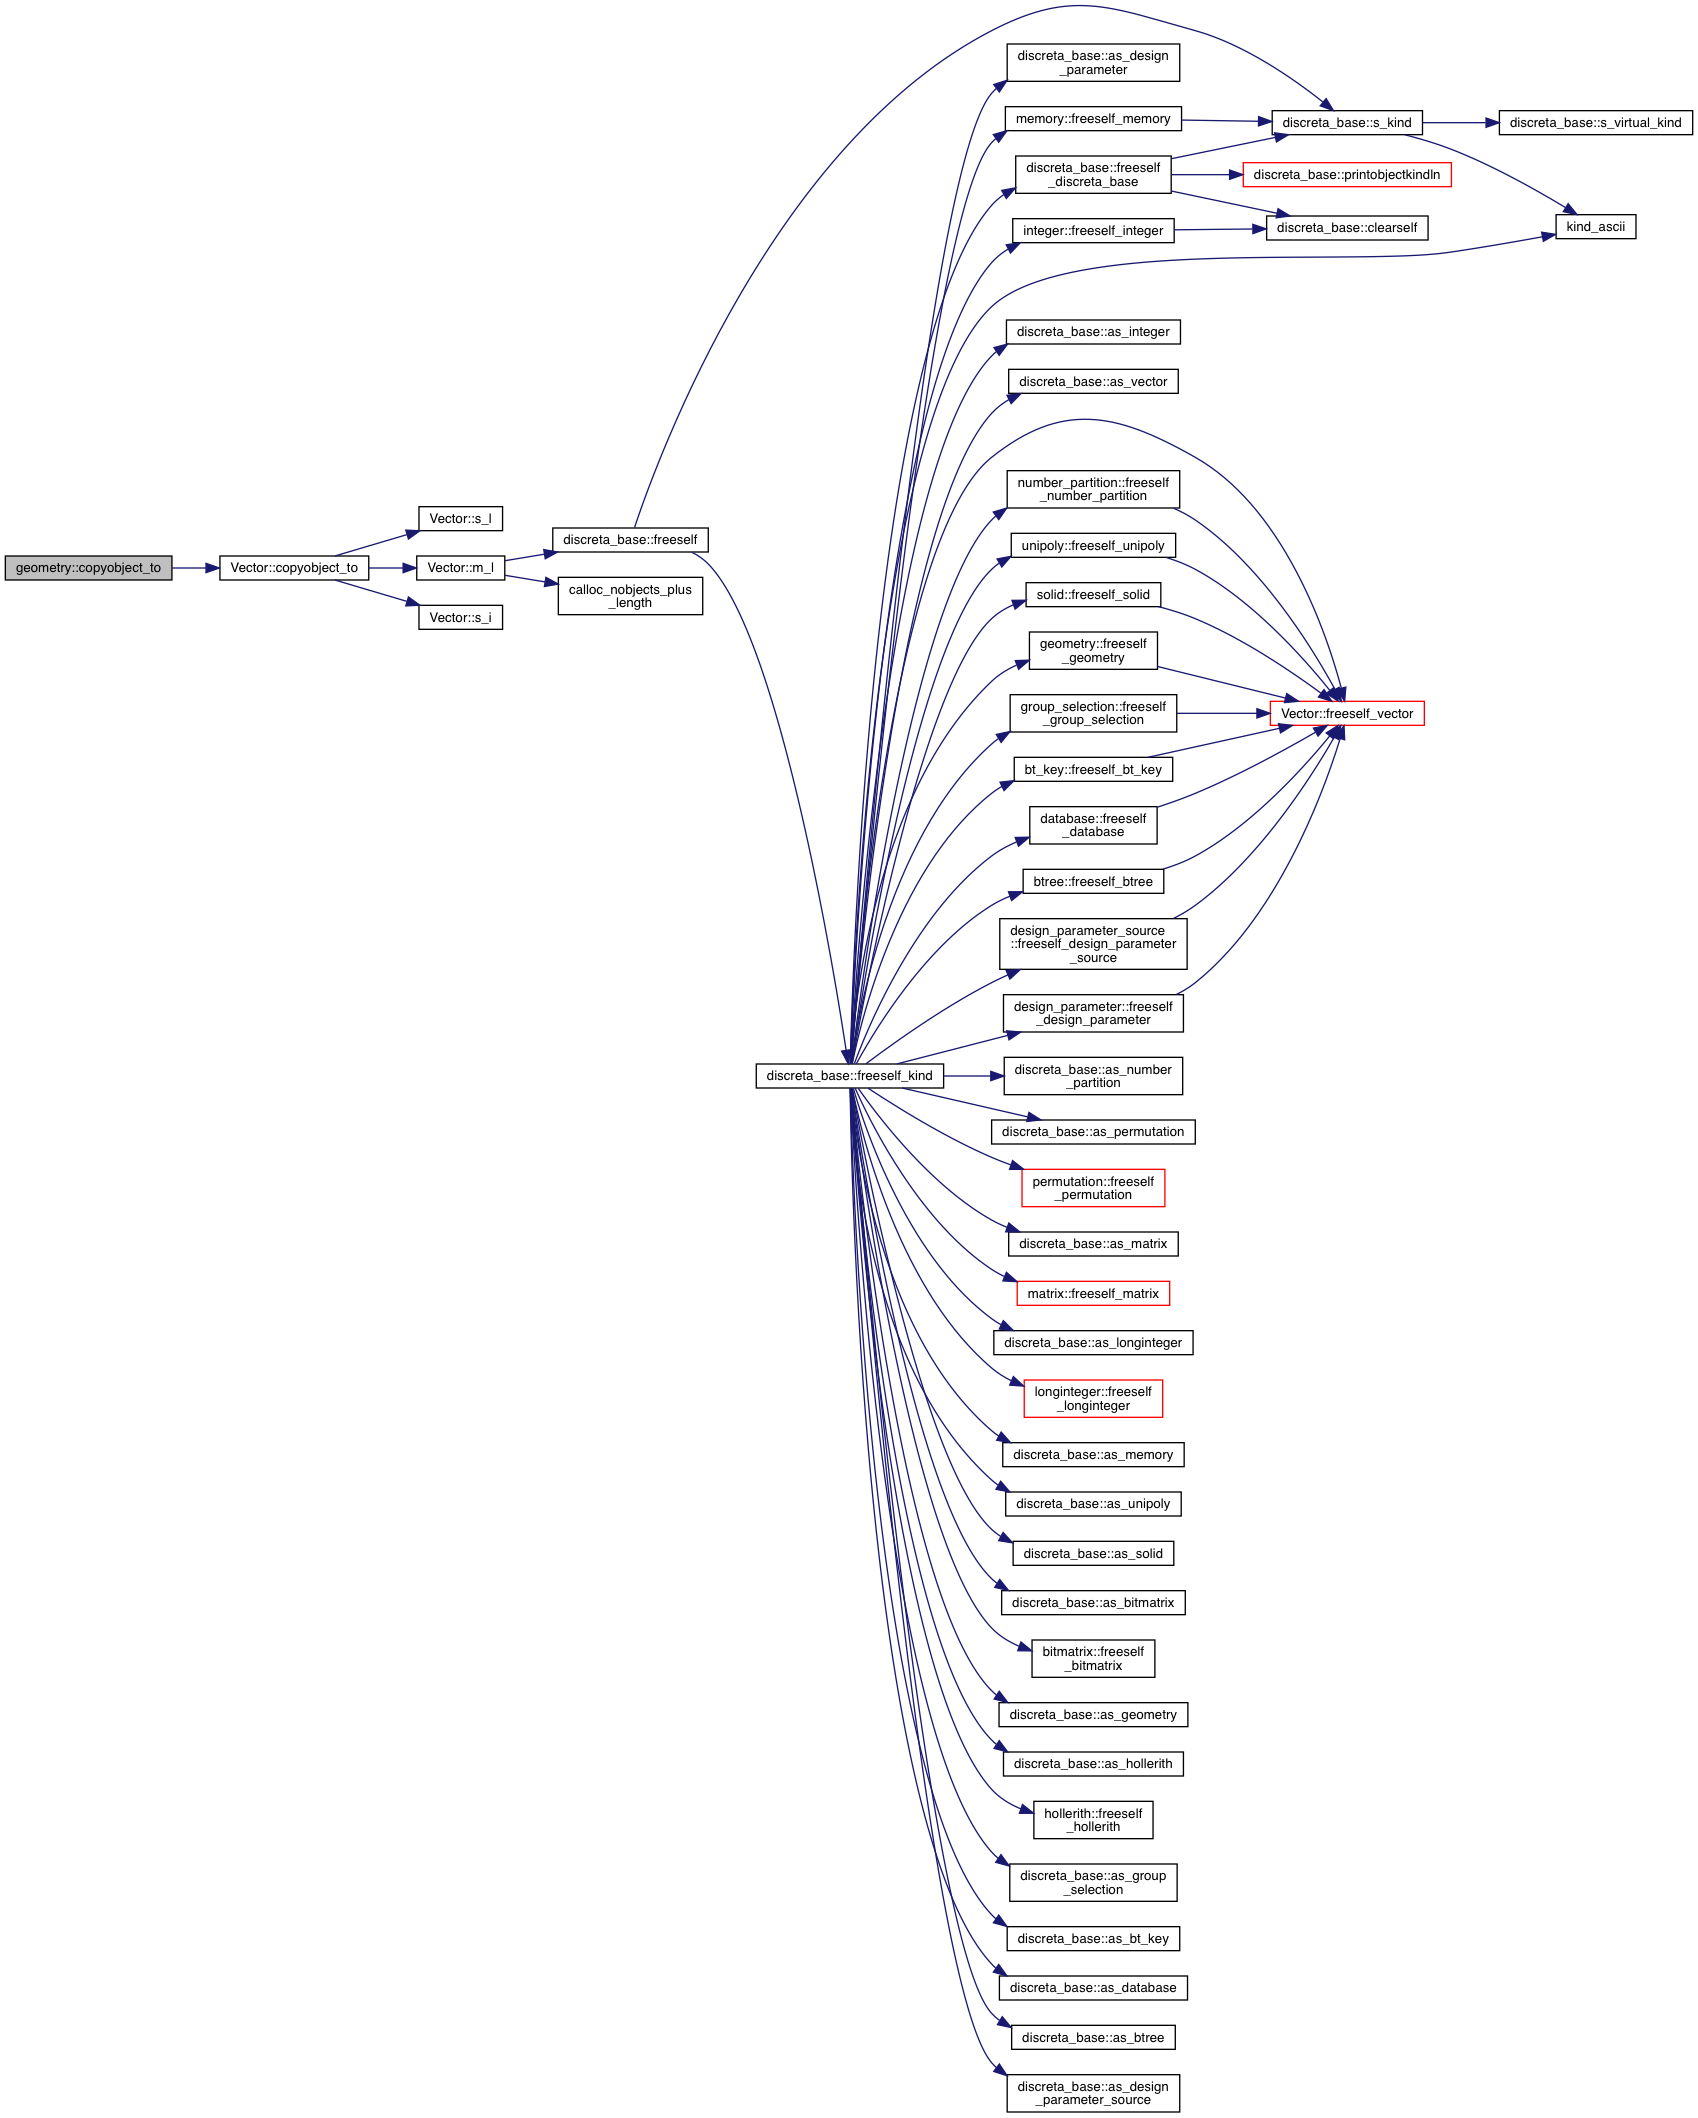 geometry::copyobject_to
Vector::copyobject_to
Vector::s_l
Vector::m_l
Vector::s_i
discreta_base::freeself
calloc_nobjects_plus
_length
discreta_base::freeself_kind
discreta_base::as_design
_parameter
memory::freeself_memory
discreta_base::freeself
_discreta_base
integer::freeself_integer
discreta_base::s_kind
discreta_base::printobjectkindln
discreta_base::clearself
discreta_base::s_virtual_kind
kind_ascii
discreta_base::as_integer
discreta_base::as_vector
number_partition::freeself
_number_partition
unipoly::freeself_unipoly
solid::freeself_solid
geometry::freeself
_geometry
group_selection::freeself
_group_selection
Vector::freeself_vector
bt_key::freeself_bt_key
database::freeself
_database
btree::freeself_btree
design_parameter_source
::freeself_design_parameter
_source
design_parameter::freeself
_design_parameter
discreta_base::as_number
_partition
discreta_base::as_permutation
permutation::freeself
_permutation
discreta_base::as_matrix
matrix::freeself_matrix
discreta_base::as_longinteger
longinteger::freeself
_longinteger
discreta_base::as_memory
discreta_base::as_unipoly
discreta_base::as_solid
discreta_base::as_bitmatrix
bitmatrix::freeself
_bitmatrix
discreta_base::as_geometry
discreta_base::as_hollerith
hollerith::freeself
_hollerith
discreta_base::as_group
_selection
discreta_base::as_bt_key
discreta_base::as_database
discreta_base::as_btree
discreta_base::as_design
_parameter_source